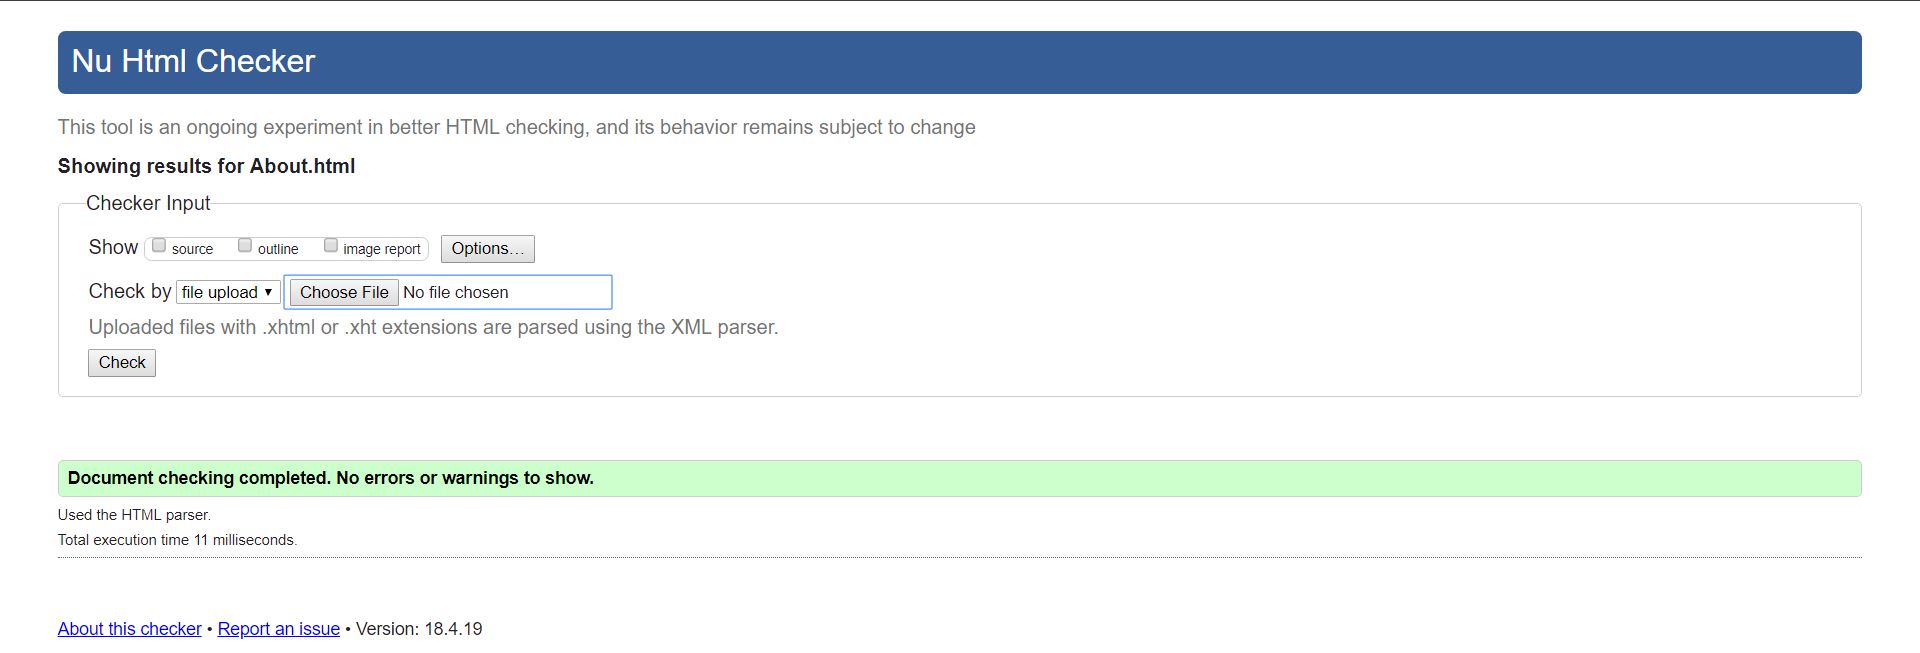 Nu Html Checker
This tool is an ongoing experiment in better HTML checking, and its behavior remains subject to change
Showing results for About.html
Checker Input
Show source outline image report Options...
Check by file upload Choose File No file chosen
Uploaded files with .xhtml or .xht extensions are parsed using the XML parser.
Check
Document checking completed. No errors or warnings to show.
Used the HTML parser.
Total execution time 11 milliseconds.
About this checker • Report an issue • Version: 18.4.19